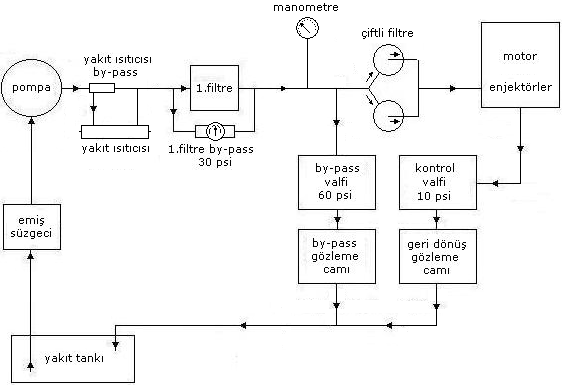 manometre
yakıt ısıtıcısı
by-pass
çiftli filtre
motor
enjektörler
pompa
1.filtre
yakıt ısıtıcısı
1.filtre by-pass
30 psi
by-pass
valfi
60 psi
kontrol
valfi
10 psi
emiş
süzgeci
by-pass
gözleme
camı
geri dönüş
gözleme
camı
yakıt tankı